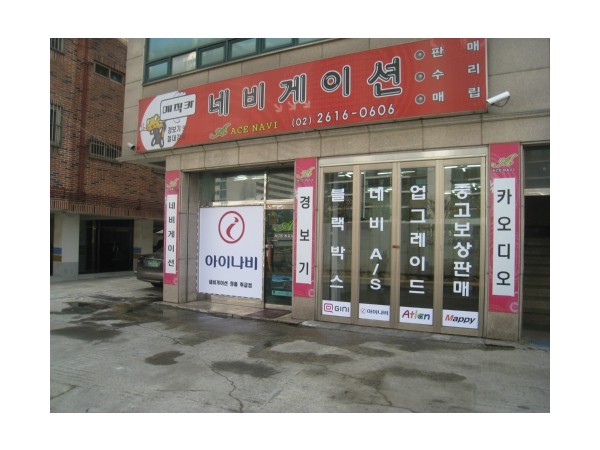 네비게이션
판매
수리
매립
ACE NAVI
(02) 2616-0606
네비게이션
아이나비
경보기
블랙박스
네비 A/S
업그레이드
중고보상판매
GINI
아이나비
Atlan
Mappy
카오디오